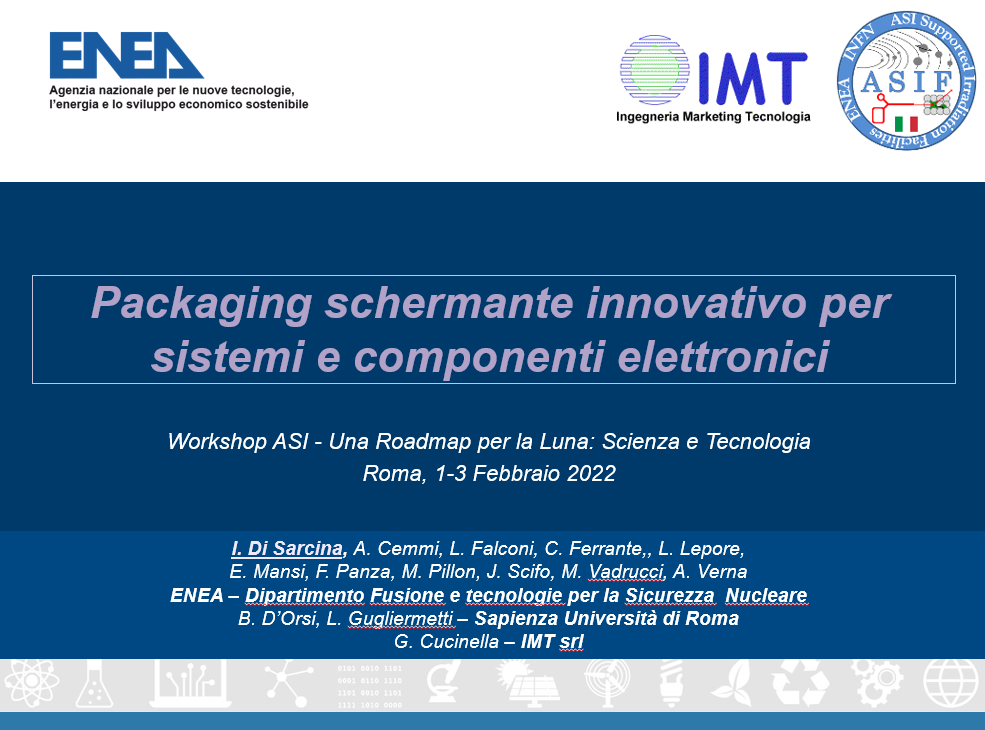 ENEA
Agenzia nazionale per le nuove tecnologie,
l'energia e lo sviluppo economico sostenibile
IMT
Ingegneria Marketing Tecnologia
ENEA INFN ASI Supported Irradiation Facilities
ASIF
Packaging schermante innovativo per
sistemi e componenti elettronici
Workshop ASI - Una Roadmap per la Luna: Scienza e Tecnologia
Roma, 1-3 Febbraio 2022
I. Di Sarcina, A. Cemmi, L. Falconi, C. Ferrante,, L. Lepore,
E. Mansi, F. Panza, M. Pillon, J. Scifo, M. Vadrucci, A. Verna
ENEA – Dipartimento Fusione e tecnologie per la Sicurezza Nucleare
B. D'Orsi, L. Gugliermetti – Sapienza Università di Roma
G. Cucinella – IMT srl
0101 0010 1101
0001 0110 1110
1101 0010 1101
1111 1010 0000